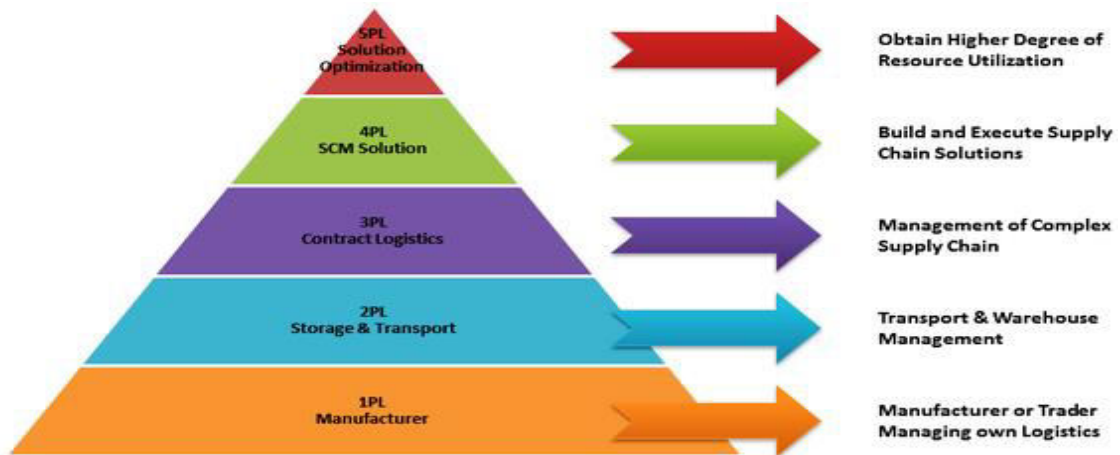 5PL
Solution
Optimization
Obtain Higher Degree of
Resource Utilization
4PL
SCM Solution
Build and Execute Supply
Chain Solutions
3PL
Contract Logistics
Management of Complex
Supply Chain
2PL
Storage & Transport
Transport & Warehouse
Management
1PL
Manufacturer
Manufacturer or Trader
Managing own Logistics